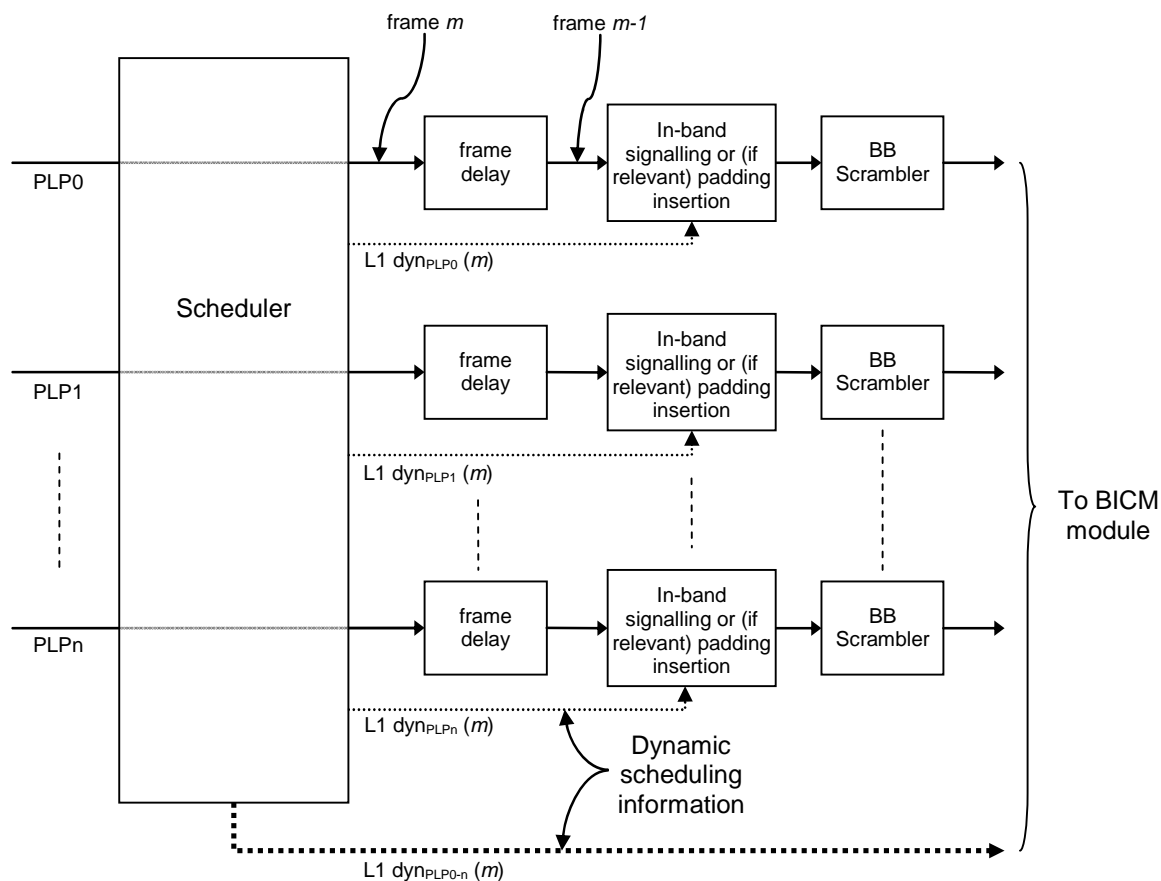 frame m
frame m-1
PLP0
frame
delay
In-band
signalling or (if
relevant) padding
insertion
BB
Scrambler
L1 dynPLP0 (m)
Scheduler
PLP1
frame
delay
In-band
signalling or (if
relevant) padding
insertion
BB
Scrambler
L1 dynPLP1 (m)
To BICM
module
PLPn
frame
delay
In-band
signalling or (if
relevant) padding
insertion
BB
Scrambler
L1 dynPLPn (m)
Dynamic
scheduling
information
L1 dynPLP0-n (m)